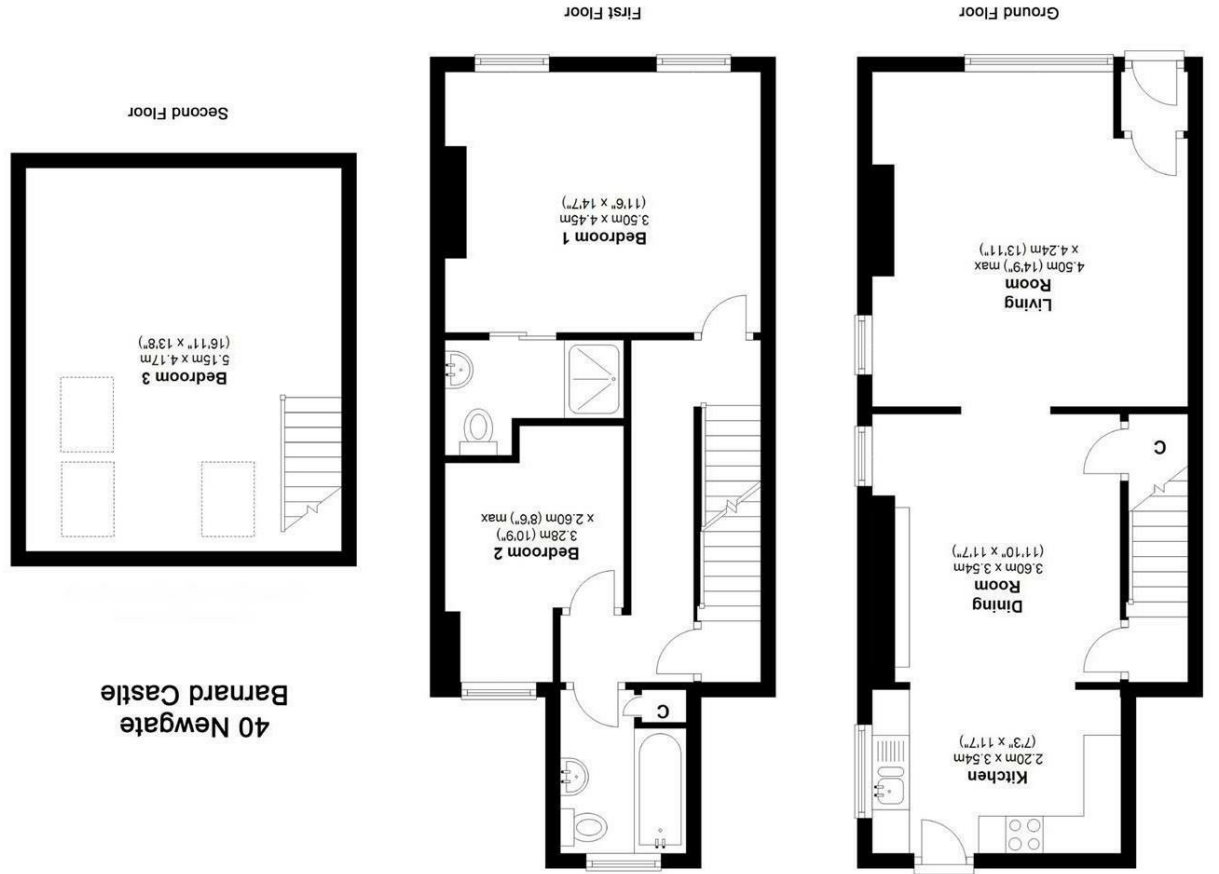 40 Newgate
Barnard Castle
Kitchen
2.20m x 3.54m
(7'3" x 11'7")
Dining
Room
3.60m x 3.54m
(11'10" x 11'7")
C
Living
Room
4.50m (14'9") max
x 4.24m (13'11")
Ground Floor
C
Bedroom 2
3.28m (10'9")
x 2.60m (8'6") max
Bedroom 1
3.50m x 4.45m
(11'6" x 14'7")
First Floor
Bedroom 3
5.15m x 4.17m
(16'11" x 13'8")
Second Floor